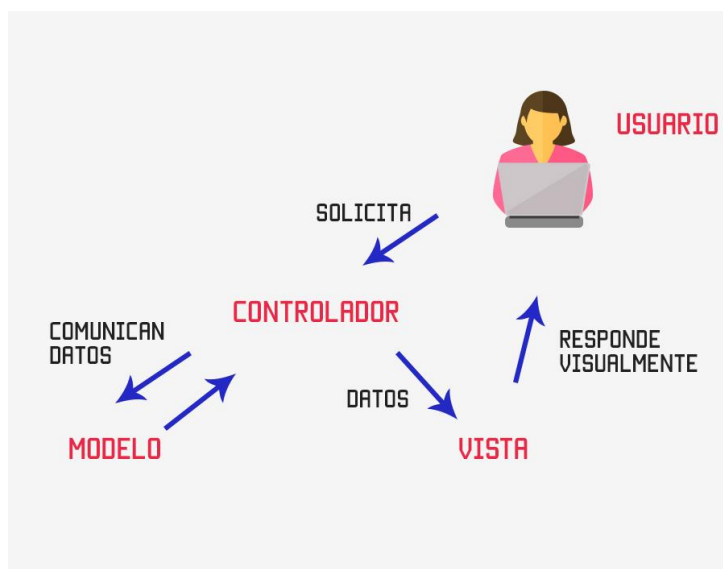 USUARIO
SOLICITA
CONTROLADOR
COMUNICAN
DATOS
RESPONDE
VISUALMENTE
DATOS
MODELO
VISTA